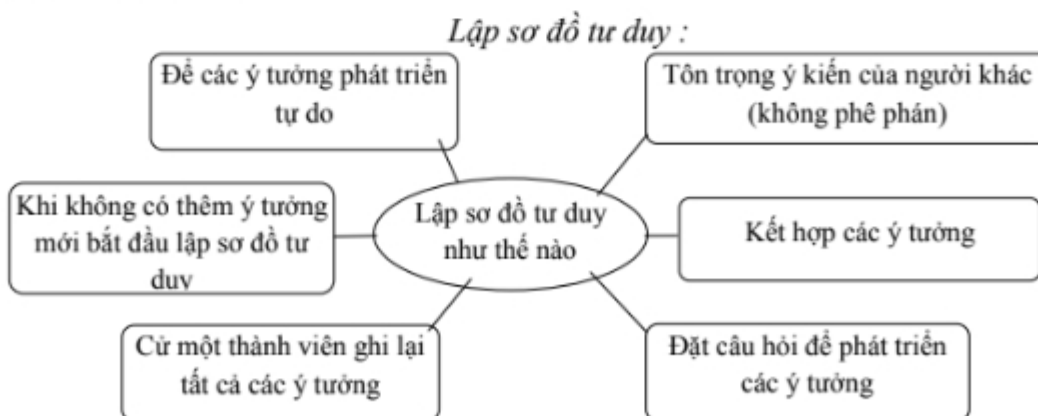 Lập sơ đồ tư duy :
Để các ý tưởng phát triển
tự do
Tôn trọng ý kiến của người khác
(không phê phán)
Khi không có thêm ý tưởng
mới bắt đầu lập sơ đồ tư
duy
Lập sơ đồ tư duy
như thế nào
Kết hợp các ý tưởng
Cử một thành viên ghi lại
tất cả các ý tưởng
Đặt câu hỏi để phát triển
các ý tưởng